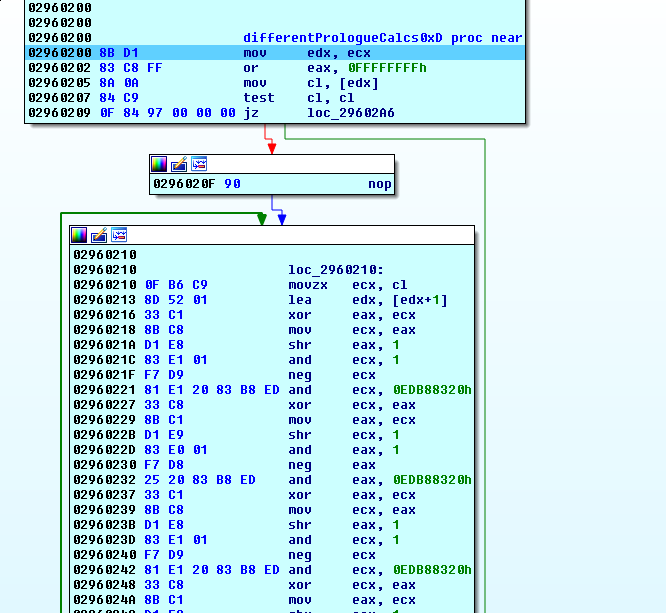 02960200
02960200
02960200 differentPrologueCalcs0xD proc near
02960200 8B D1 mov edx, ecx
02960202 83 C8 FF or eax, 0FFFFFFFFh
02960205 8A 0A mov cl, [edx]
02960207 84 C9 test cl, cl
02960209 0F 84 97 00 00 00 jz loc_29602A6
0296020F 90 nop
02960210
02960210 loc_2960210:
02960210 0F B6 C9 movzx ecx, cl
02960213 8D 52 01 lea edx, [edx+1]
02960216 33 C1 xor eax, ecx
02960218 8B C8 mov ecx, eax
0296021A D1 E8 shr eax, 1
0296021C 83 E1 01 and ecx, 1
0296021F F7 D9 neg ecx
02960221 81 E1 20 83 B8 ED and ecx, 0EDB88320h
02960227 33 C8 xor ecx, eax
02960229 8B C1 mov eax, ecx
0296022B D1 E9 shr ecx, 1
0296022D 83 E0 01 and eax, 1
02960230 F7 D8 neg eax
02960232 25 20 83 B8 ED and eax, 0EDB88320h
02960237 33 C1 xor eax, ecx
02960239 8B C8 mov ecx, eax
0296023B D1 E8 shr eax, 1
0296023D 83 E1 01 and ecx, 1
02960240 F7 D9 neg ecx
02960242 81 E1 20 83 B8 ED and ecx, 0EDB88320h
02960248 33 C8 xor ecx, eax
0296024A 8B C1 mov eax, ecx